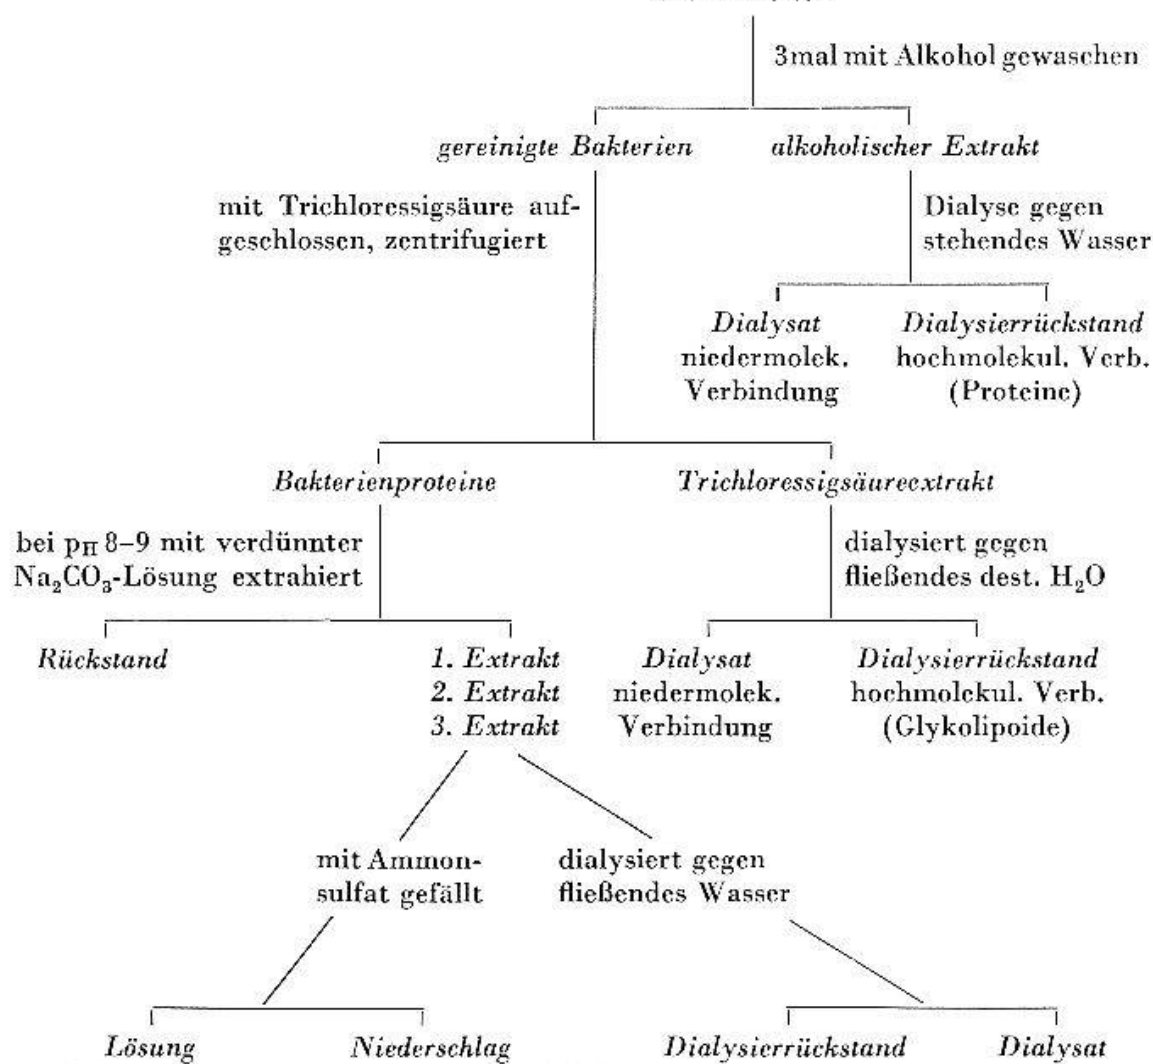 3mal mit Alkohol gewaschen
gereinigte Bakterien
alkoholischer Extrakt
mit Trichloressigsäure auf-
geschlossen, zentrifugiert
Dialyse gegen
stehendes Wasser
Dialysat
niedermolek.
Verbindung
Dialysierrückstand
hochmolekul. Verb.
(Proteine)
Bakterienproteine
Trichloressigsäureextrakt
bei pH 8–9 mit verdünnter
Na₂CO₃-Lösung extrahiert
dialysiert gegen
fließendes dest. H₂O
Rückstand
1. Extrakt
2. Extrakt
3. Extrakt
Dialysat
niedermolek.
Verbindung
Dialysierrückstand
hochmolekul. Verb.
(Glykolipoide)
mit Ammon-
sulfat gefällt
dialysiert gegen
fließendes Wasser
Lösung
Niederschlag
Dialysierrückstand
Dialysat